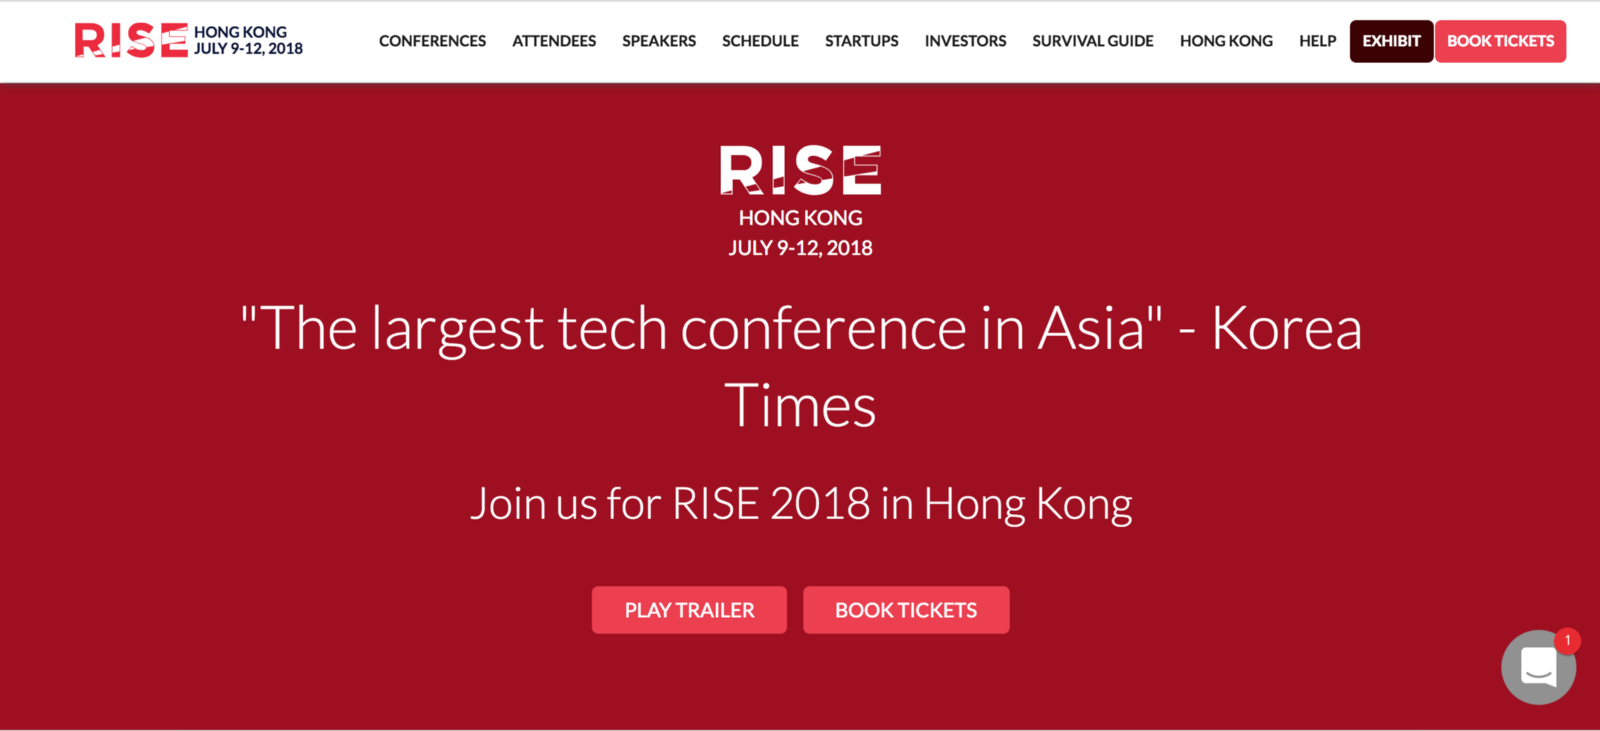 RISE HONG KONG
JULY 9-12, 2018
CONFERENCES ATTENDEES SPEAKERS SCHEDULE STARTUPS INVESTORS SURVIVAL GUIDE HONG KONG HELP EXHIBIT BOOK TICKETS
RISE
HONG KONG
JULY 9-12, 2018
"The largest tech conference in Asia" - Korea
Times
Join us for RISE 2018 in Hong Kong
PLAY TRAILER BOOK TICKETS
1